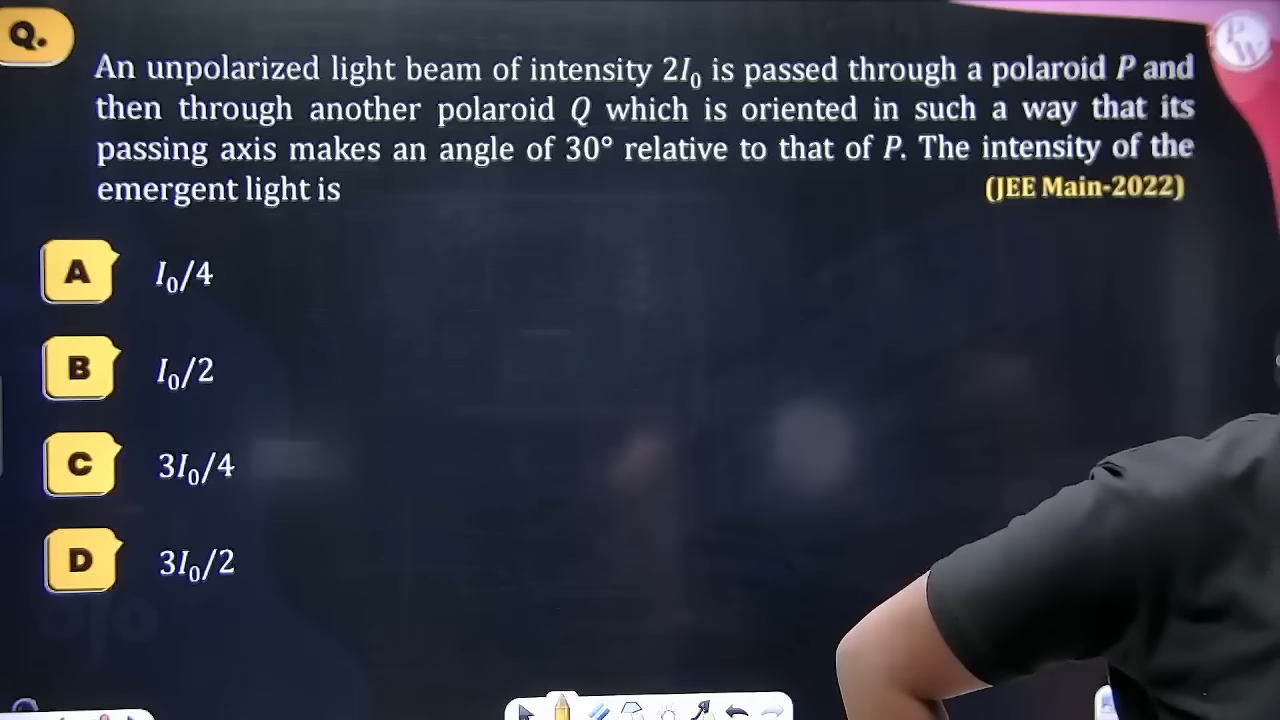 Q.
An unpolarized light beam of intensity 2I₀ is passed through a polaroid P and
then through another polaroid Q which is oriented in such a way that its
passing axis makes an angle of 30° relative to that of P. The intensity of the
emergent light is
(JEE Main-2022)
A I₀/4
B I₀/2
C 3I₀/4
D 3I₀/2
PW